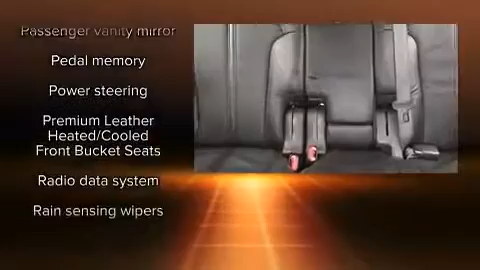 Passenger vanity mirror
Pedal memory
Power steering
Premium Leather
Heated/Cooled
Front Bucket Seats
Radio data system
Rain sensing wipers